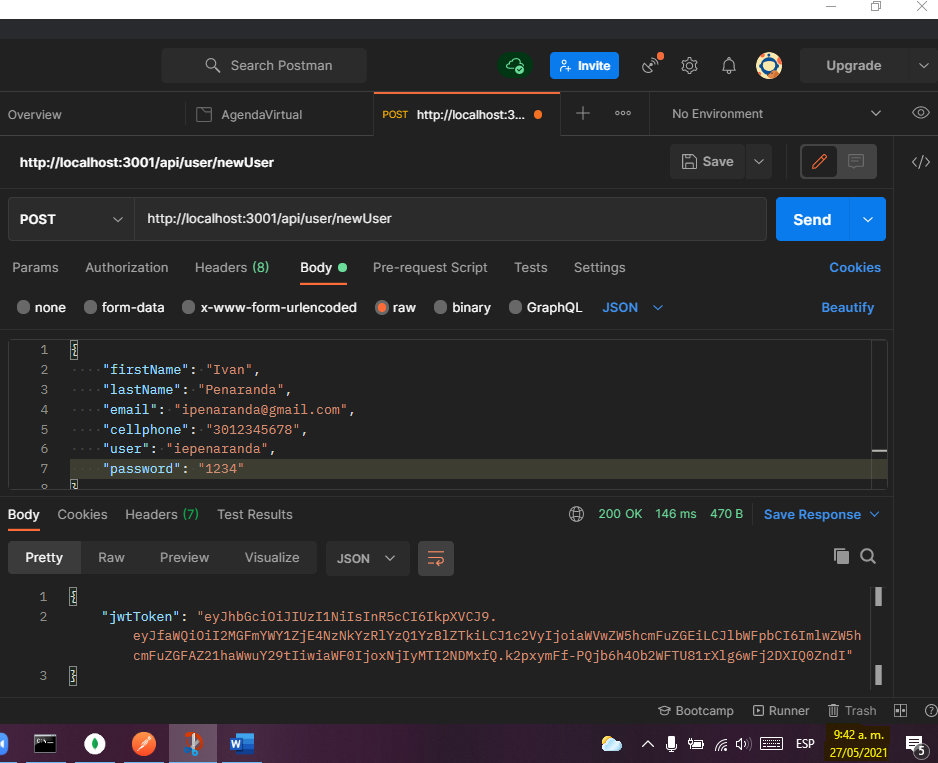 Search Postman
Invite
Upgrade
Overview
AgendaVirtual
POST http://localhost:3...
No Environment
http://localhost:3001/api/user/newUser
Save
POST
http://localhost:3001/api/user/newUser
Send
Params Authorization Headers (8) Body Pre-request Script Tests Settings Cookies
none form-data x-www-form-urlencoded raw binary GraphQL JSON Beautify
1 {
2 "firstName": "Ivan",
3 "lastName": "Penaranda",
4 "email": "ipenaranda@gmail.com",
5 "cellphone": "3012345678",
6 "user": "iepenaranda",
7 "password": "1234"
8 }
Body Cookies Headers (7) Test Results 200 OK 146 ms 470 B Save Response
Pretty Raw Preview Visualize JSON
1 {
2 "jwtToken": "eyJhbGciOiJIUzI1NiIsInR5cCI6IkpXVCJ9.
eyJfaWQiOiI2MGFmYWY1ZjE4NzNkYzRlYzQ1YzBlZTkiLCJ1c2VyIjoiaWVwZW5hcmFuZGEiLCJlbWFpbCI6ImlwZW5h
cmFuZGFAZ21haWwuY29tIiwiaWF0IjoxNjIyMTI2NDMxfQ.k2pxymFf-PQjb6h4Ob2WFTU81rXlg6wFj2DXIQ0ZndI"
3 }
Bootcamp Runner Trash
W
ESP
9:42 a. m.
27/05/2021
5